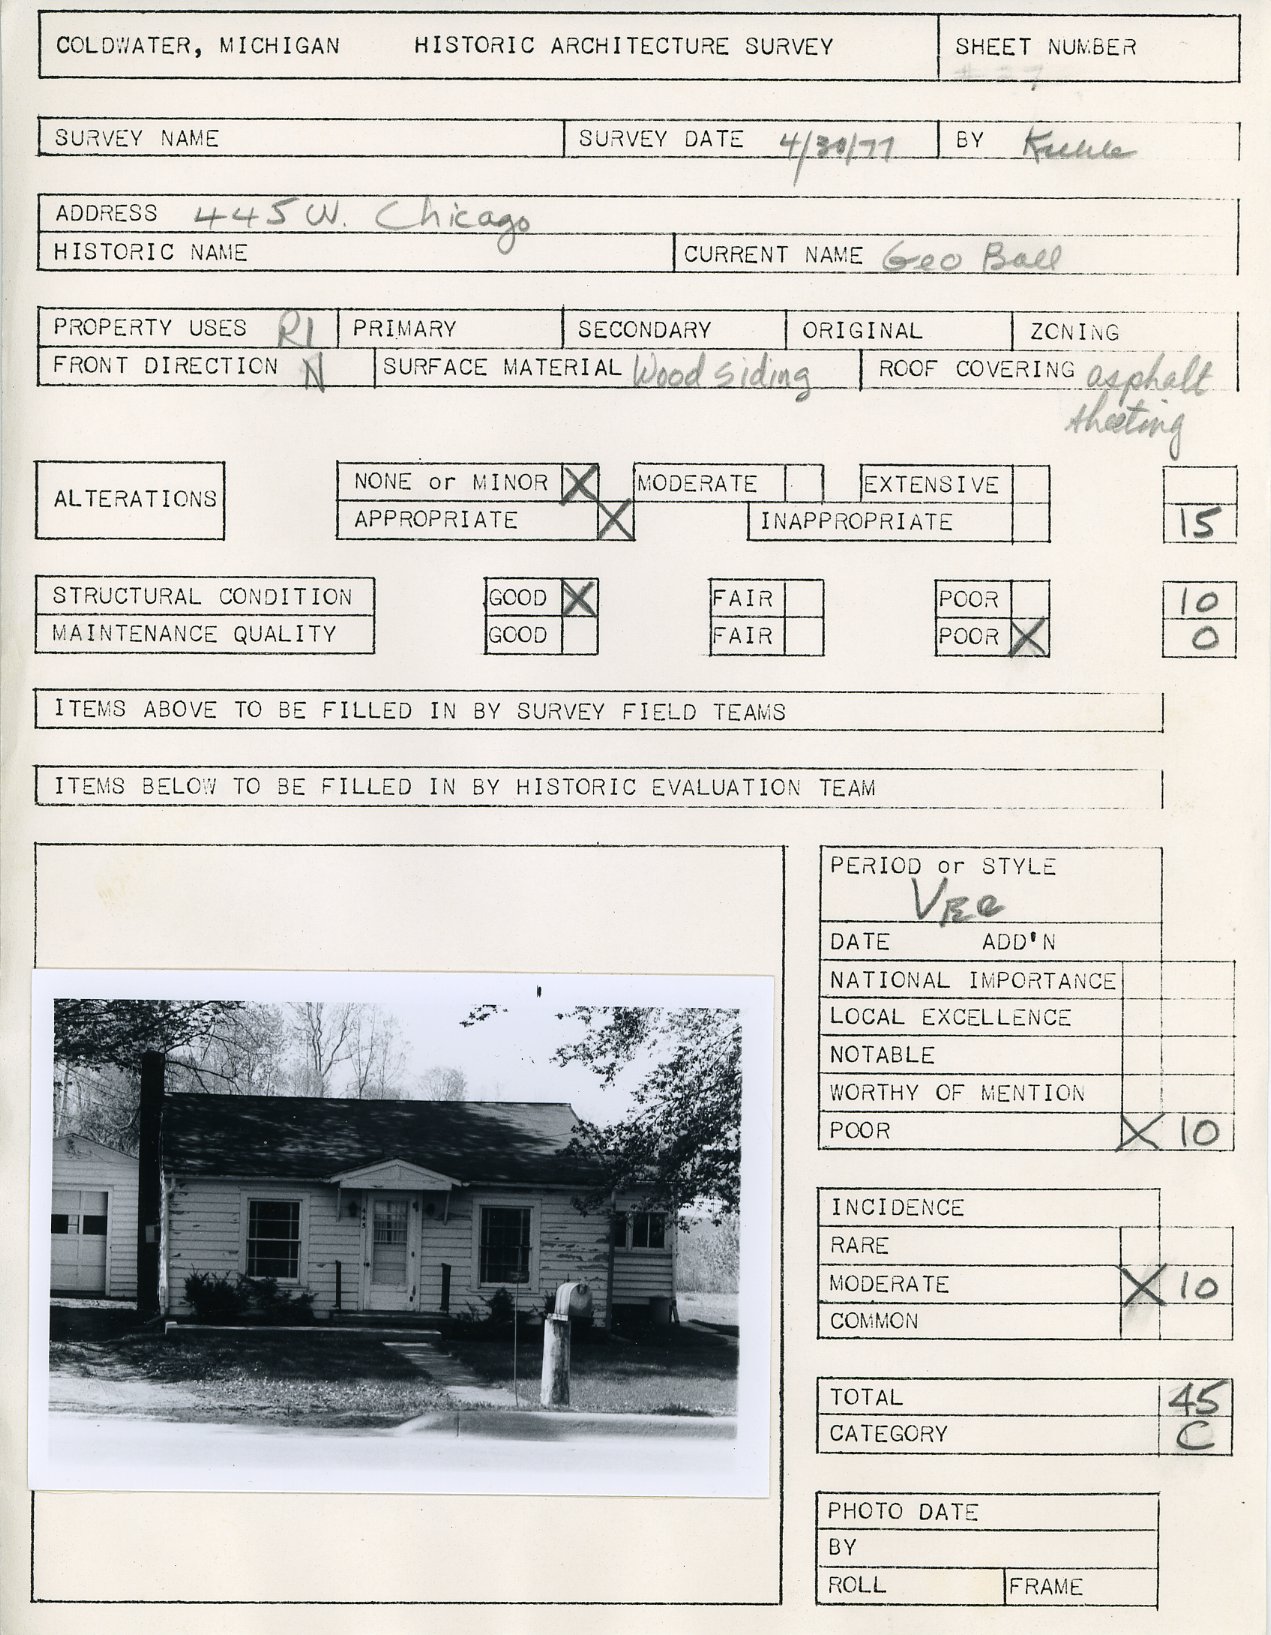 COLDWATER, MICHIGAN HISTORIC ARCHITECTURE SURVEY SHEET NUMBER
SURVEY NAME SURVEY DATE 4/30/77 BY
ADDRESS 445 W. Chicago
HISTORIC NAME CURRENT NAME Geo Ball
PROPERTY USES R1 PRIMARY SECONDARY ORIGINAL ZONING
FRONT DIRECTION N SURFACE MATERIAL Wood siding ROOF COVERING asphalt
sheeting
ALTERATIONS NONE or MINOR X MODERATE EXTENSIVE
APPROPRIATE X INAPPROPRIATE 15
STRUCTURAL CONDITION GOOD X FAIR POOR 10
MAINTENANCE QUALITY GOOD FAIR POOR X 0
ITEMS ABOVE TO BE FILLED IN BY SURVEY FIELD TEAMS
ITEMS BELOW TO BE FILLED IN BY HISTORIC EVALUATION TEAM
PERIOD or STYLE
DATE ADD'N
NATIONAL IMPORTANCE
LOCAL EXCELLENCE
NOTABLE
WORTHY OF MENTION
POOR X 10
INCIDENCE
RARE
MODERATE X 10
COMMON
TOTAL 45
CATEGORY C
PHOTO DATE
BY
ROLL FRAME
445